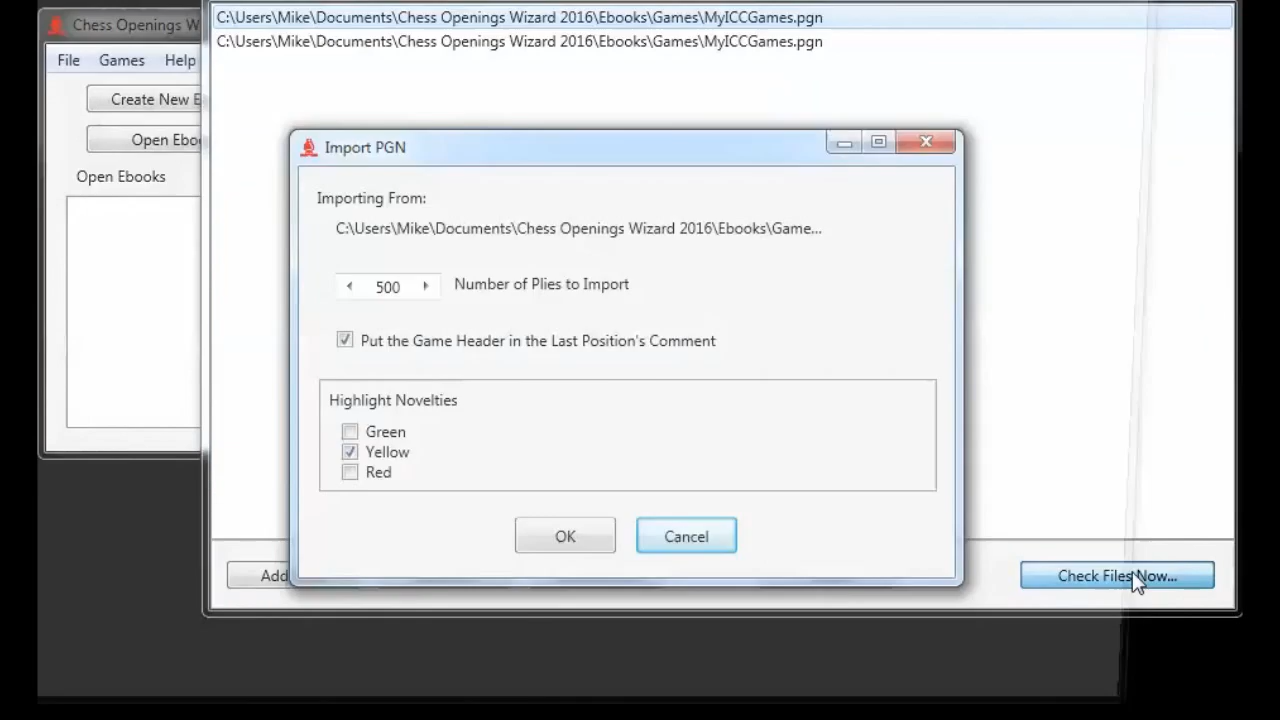 C:\Users\Mike\Documents\Chess Openings Wizard 2016\Ebooks\Games\MyICCGames.pgn
Chess Openings W
C:\Users\Mike\Documents\Chess Openings Wizard 2016\Ebooks\Games\MyICCGames.pgn
File Games Help
Create New E
Open Eboo
Open Ebooks
Import PGN
Importing From:
C:\Users\Mike\Documents\Chess Openings Wizard 2016\Ebooks\Game...
500 Number of Plies to Import
Put the Game Header in the Last Position's Comment
Highlight Novelties
Green
Yellow
Red
OK Cancel
Add
Check Files Now...